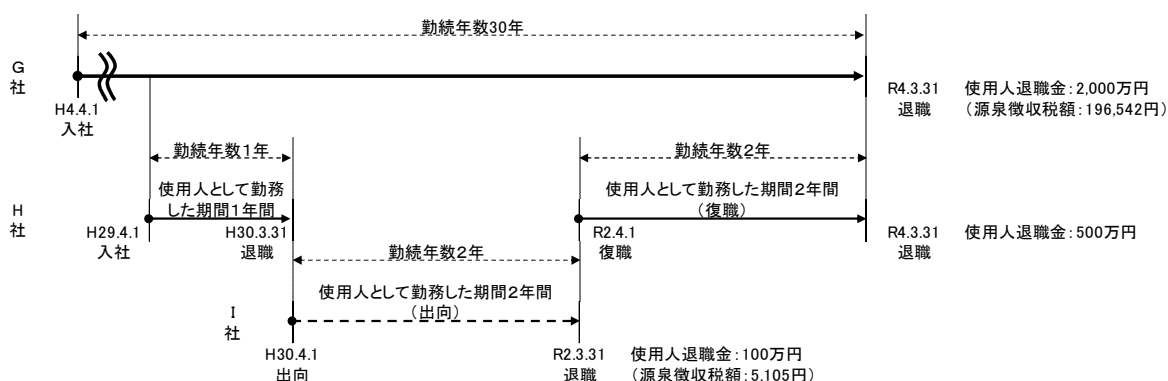 勤続年数30年
G
社
H4.4.1
入社
R4.3.31
退職
使用人退職金：2,000万円
（源泉徴収税額：196,542円）
勤続年数1年
勤続年数2年
使用人として勤務
した期間1年間
使用人として勤務した期間2年間
（復職）
H
社
H29.4.1
入社
H30.3.31
退職
R2.4.1
復職
R4.3.31
退職
使用人退職金：500万円
勤続年数2年
使用人として勤務した期間2年間
（出向）
I
社
H30.4.1
出向
R2.3.31
退職
使用人退職金：100万円
（源泉徴収税額：5,105円）